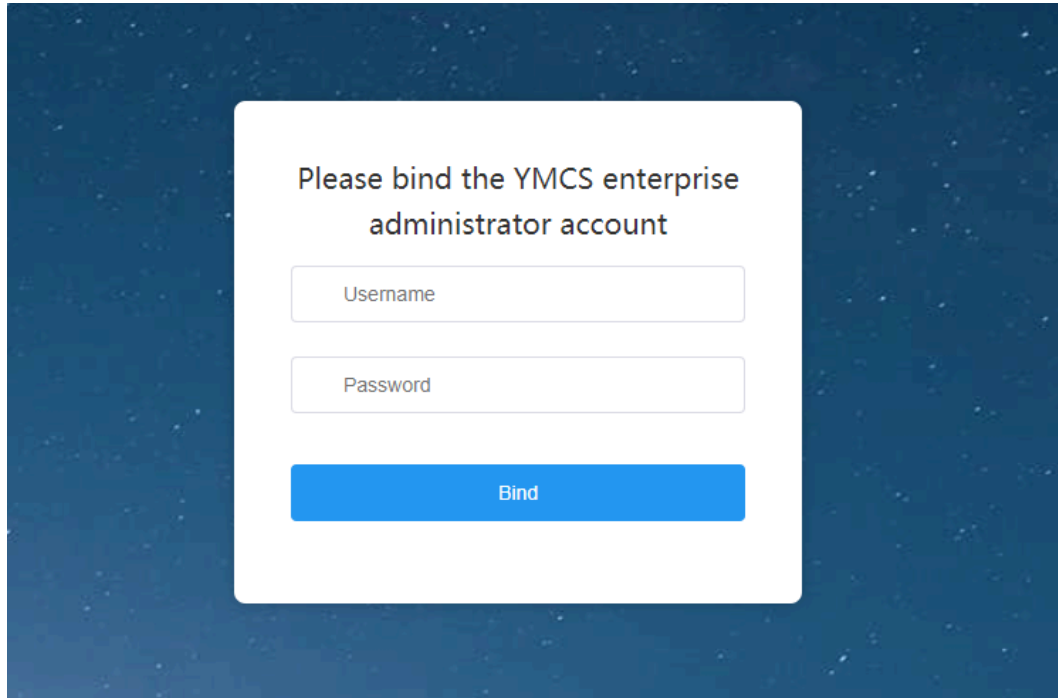 Please bind the YMCS enterprise
administrator account
Username
Password
Bind